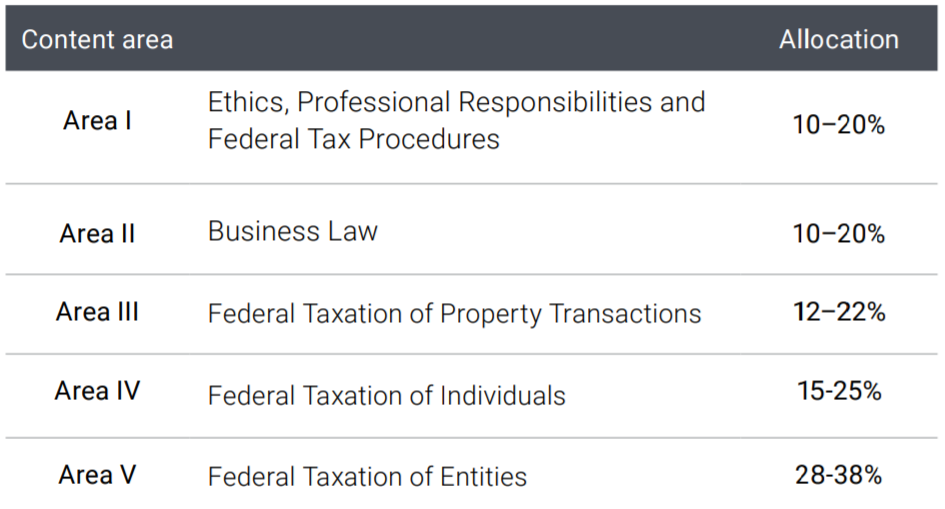 Content area Allocation
Area I Ethics, Professional Responsibilities and
Federal Tax Procedures 10–20%
Area II Business Law 10–20%
Area III Federal Taxation of Property Transactions 12–22%
Area IV Federal Taxation of Individuals 15-25%
Area V Federal Taxation of Entities 28-38%